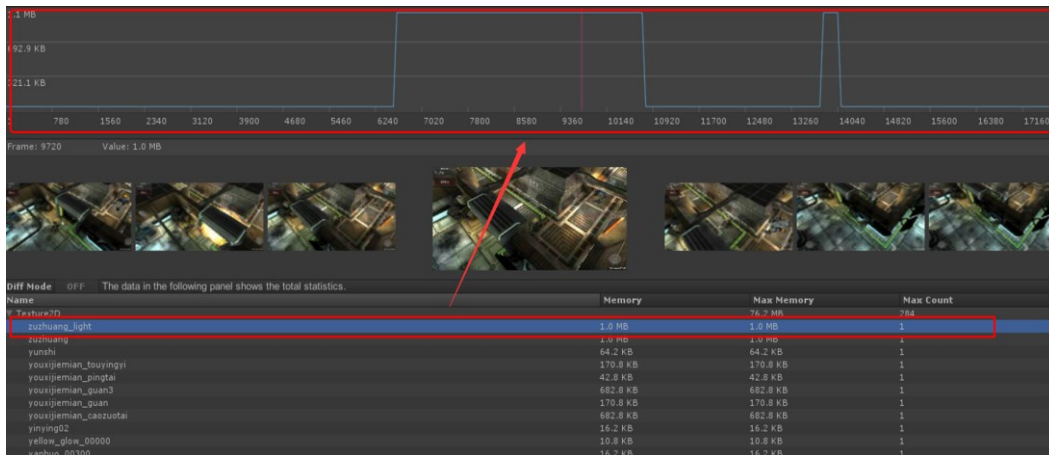 .1 MB
692.9 KB
321.1 KB
780 1560 2340 3120 3900 4680 5460 6240 7020 7800 8580 9360 10140 10920 11700 12480 13260 14040 14820 15600 16380 17160
Frame: 9720 Value: 1.0 MB
Diff Mode OFF The data in the following panel shows the total statistics.
Name Memory Max Memory Max Count
Texture2D 76.2 MB 284
zuzhuang_light 1.0 MB 1.0 MB 1
zuzhuang 1.0 MB 1.0 MB 1
yunshi 64.2 KB 64.2 KB 1
youxijiemian_touyingyi 170.8 KB 170.8 KB 1
youxijiemian_pingtai 42.8 KB 42.8 KB 1
youxijiemian_guan3 682.8 KB 682.8 KB 1
youxijiemian_guan 170.8 KB 170.8 KB 1
youxijiemian_caozuotai 682.8 KB 682.8 KB 1
yinying02 16.2 KB 16.2 KB 1
yellow_glow_00000 10.8 KB 10.8 KB 1
yanhuo_00300 16.2 KB 16.2 KB 1